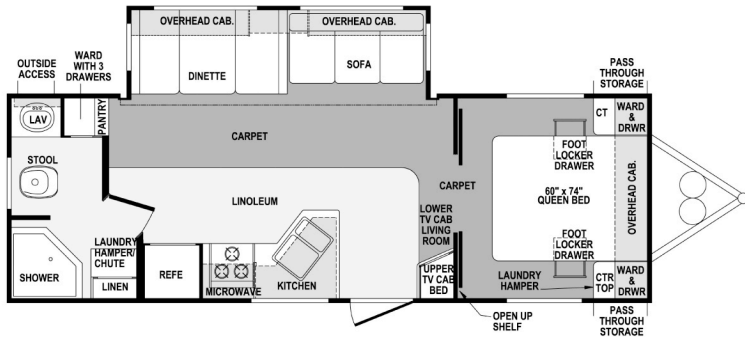 OVERHEAD CAB.
OVERHEAD CAB.
DINETTE
SOFA
OUTSIDE
ACCESS
WARD
WITH 3
DRAWERS
PASS
THROUGH
STORAGE
LAV
PANTRY
CARPET
CT
WARD
&
DRWR
FOOT
LOCKER
DRAWER
STOOL
CARPET
60" x 74"
QUEEN BED
OVERHEAD CAB.
LINOLEUM
LOWER
TV CAB
LIVING
ROOM
FOOT
LOCKER
DRAWER
LAUNDRY
HAMPER/
CHUTE
SHOWER
LINEN
REFE
MICROWAVE
KITCHEN
UPPER
TV CAB
BED
LAUNDRY
HAMPER
CTR
TOP
WARD
&
DRWR
OPEN UP
SHELF
PASS
THROUGH
STORAGE